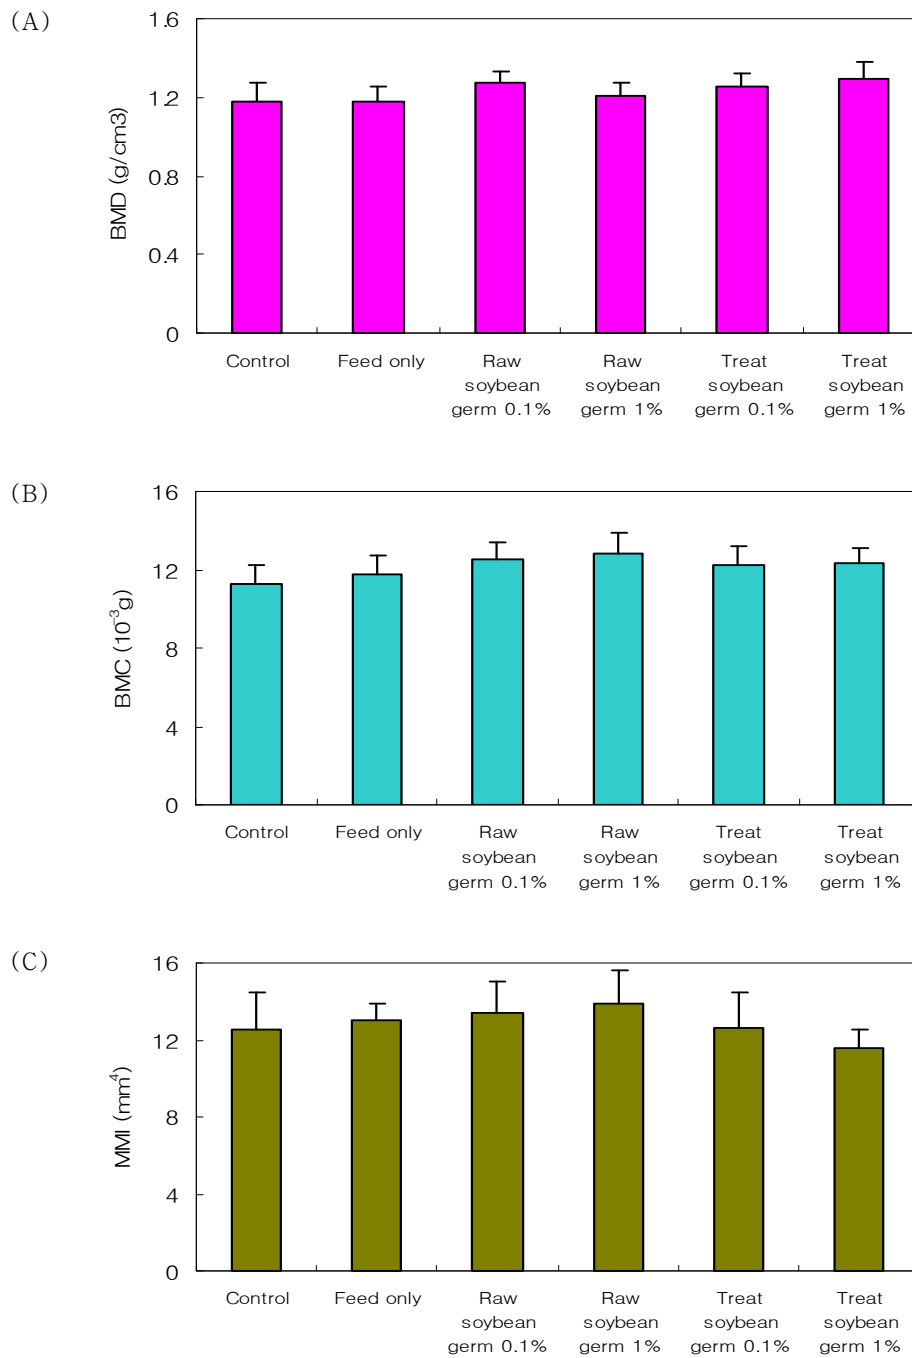 (A)
BMD (g/cm3)
1.6
1.2
0.8
0.4
0
Control
Feed only
Raw
soybean
germ 0.1%
Raw
soybean
germ 1%
Treat
soybean
germ 0.1%
Treat
soybean
germ 1%
(B)
BMC (10⁻³g)
16
12
8
4
0
Control
Feed only
Raw
soybean
germ 0.1%
Raw
soybean
germ 1%
Treat
soybean
germ 0.1%
Treat
soybean
germ 1%
(C)
MMI (mm⁴)
16
12
8
4
0
Control
Feed only
Raw
soybean
germ 0.1%
Raw
soybean
germ 1%
Treat
soybean
germ 0.1%
Treat
soybean
germ 1%